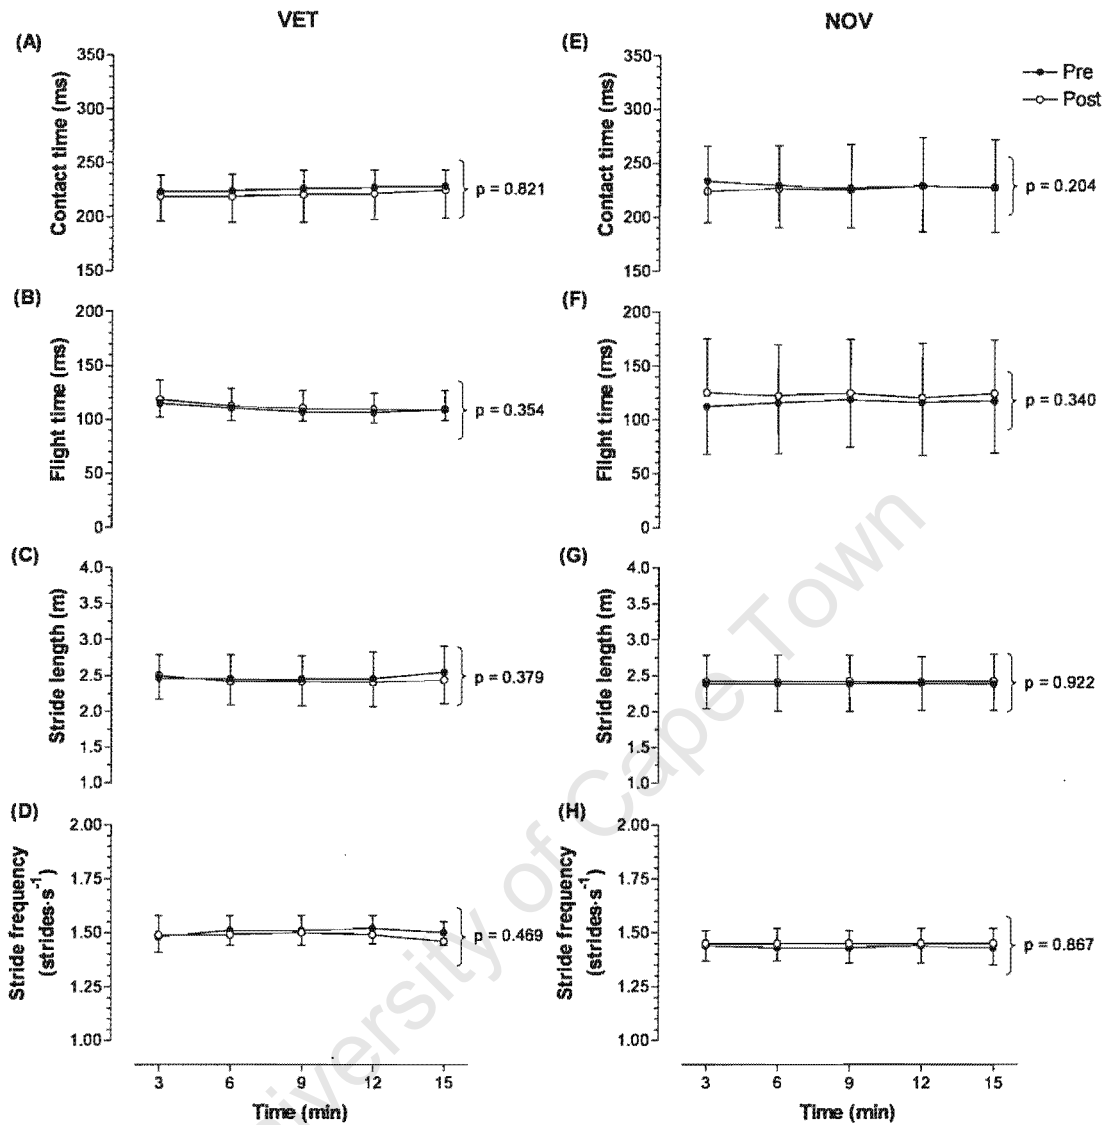 VET
NOV
(A)
Contact time (ms)
350
300
250
200
150
p = 0.821
(E)
Contact time (ms)
350
300
250
200
150
p = 0.204
Pre
Post
(B)
Flight time (ms)
200
150
100
50
0
p = 0.354
(F)
Flight time (ms)
200
150
100
50
0
p = 0.340
(C)
Stride length (m)
4.0
3.5
3.0
2.5
2.0
1.5
1.0
p = 0.379
(G)
Stride length (m)
4.0
3.5
3.0
2.5
2.0
1.5
1.0
p = 0.922
(D)
Stride frequency
(strides·s⁻¹)
2.00
1.75
1.50
1.25
1.00
p = 0.469
(H)
Stride frequency
(strides·s⁻¹)
2.00
1.75
1.50
1.25
1.00
p = 0.867
3 6 9 12 15
Time (min)
3 6 9 12 15
Time (min)
iversity of Cape Town